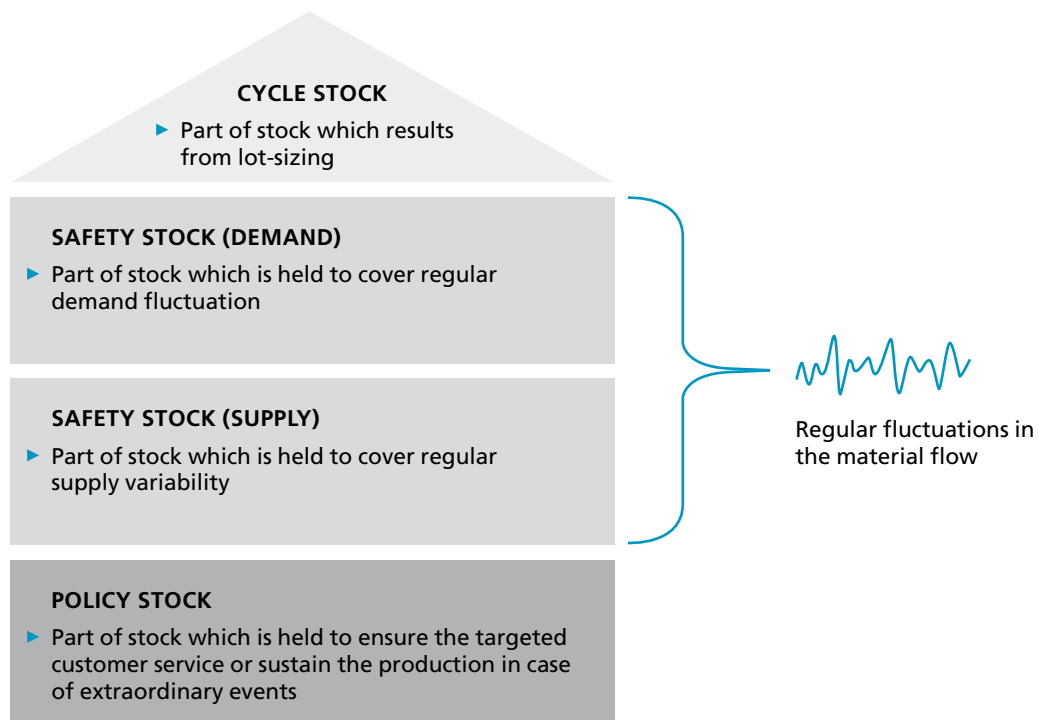 CYCLE STOCK
Part of stock which results
from lot-sizing
SAFETY STOCK (DEMAND)
Part of stock which is held to cover regular
demand fluctuation
SAFETY STOCK (SUPPLY)
Part of stock which is held to cover regular
supply variability
Regular fluctuations in
the material flow
POLICY STOCK
Part of stock which is held to ensure the targeted
customer service or sustain the production in case
of extraordinary events